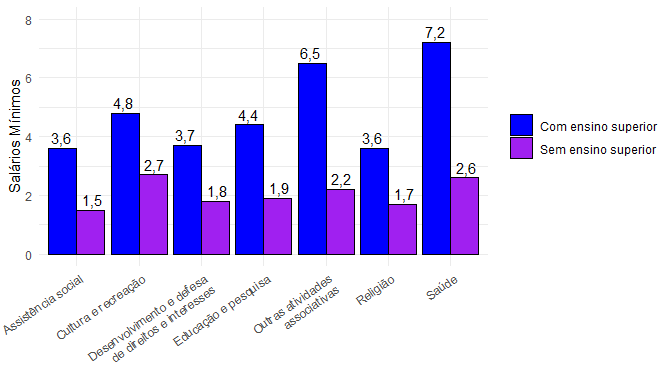 8
6
4
2
0
Salários Mínimos
3,6
1,5
4,8
2,7
3,7
1,8
4,4
1,9
6,5
2,2
3,6
1,7
7,2
2,6
Assistência social
Cultura e recreação
Desenvolvimento e defesa
de direitos e interesses
Educação e pesquisa
Outras atividades
associativas
Religião
Saúde
Com ensino superior
Sem ensino superior